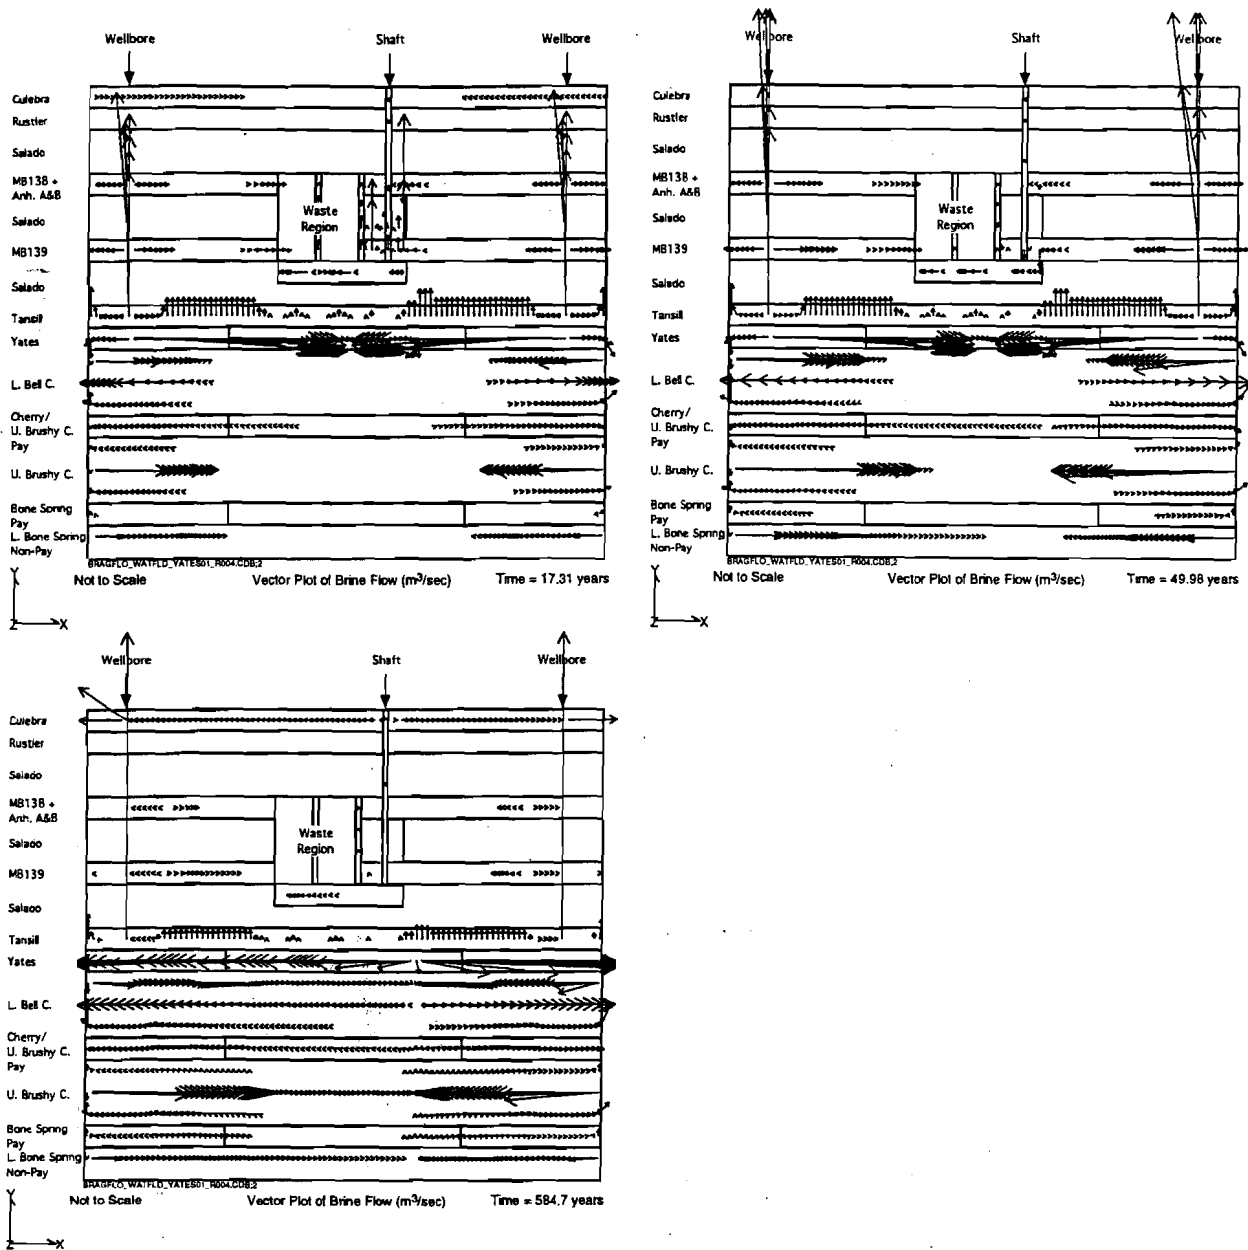 Wellbore
Shaft
Wellbore
Culebra
Rustler
Salado
MB138 +
Anh. A&B
Waste
Region
Salado
MB139
Salado
Tansill
Yates
L. Bell C.
Cherry/
U. Brushy C.
Pay
U. Brushy C.
Bone Spring
Pay
L. Bone Spring
Non-Pay
BRAGFLO_WATFLD_YATES01_R004.CDB;2
Not to Scale
Vector Plot of Brine Flow (m³/sec)
Time = 17.31 years
Y
Z
X
Wellbore
Shaft
Wellbore
Culebra
Rustler
Salado
MB138 +
Anh. A&B
Waste
Region
Salado
MB139
Salado
Tansill
Yates
L. Bell C.
Cherry/
U. Brushy C.
Pay
U. Brushy C.
Bone Spring
Pay
L. Bone Spring
Non-Pay
BRAGFLO_WATFLD_YATES01_R004.CDB;2
Not to Scale
Vector Plot of Brine Flow (m³/sec)
Time = 49.98 years
Y
Z
X
Wellbore
Shaft
Wellbore
Culebra
Rustler
Salado
MB138 +
Anh. A&B
Waste
Region
Salado
MB139
Salado
Tansill
Yates
L. Bell C.
Cherry/
U. Brushy C.
Pay
U. Brushy C.
Bone Spring
Pay
L. Bone Spring
Non-Pay
BRAGFLO_WATFLD_YATES01_R004.CDB;2
Not to Scale
Vector Plot of Brine Flow (m³/sec)
Time = 584.7 years
Y
Z
X